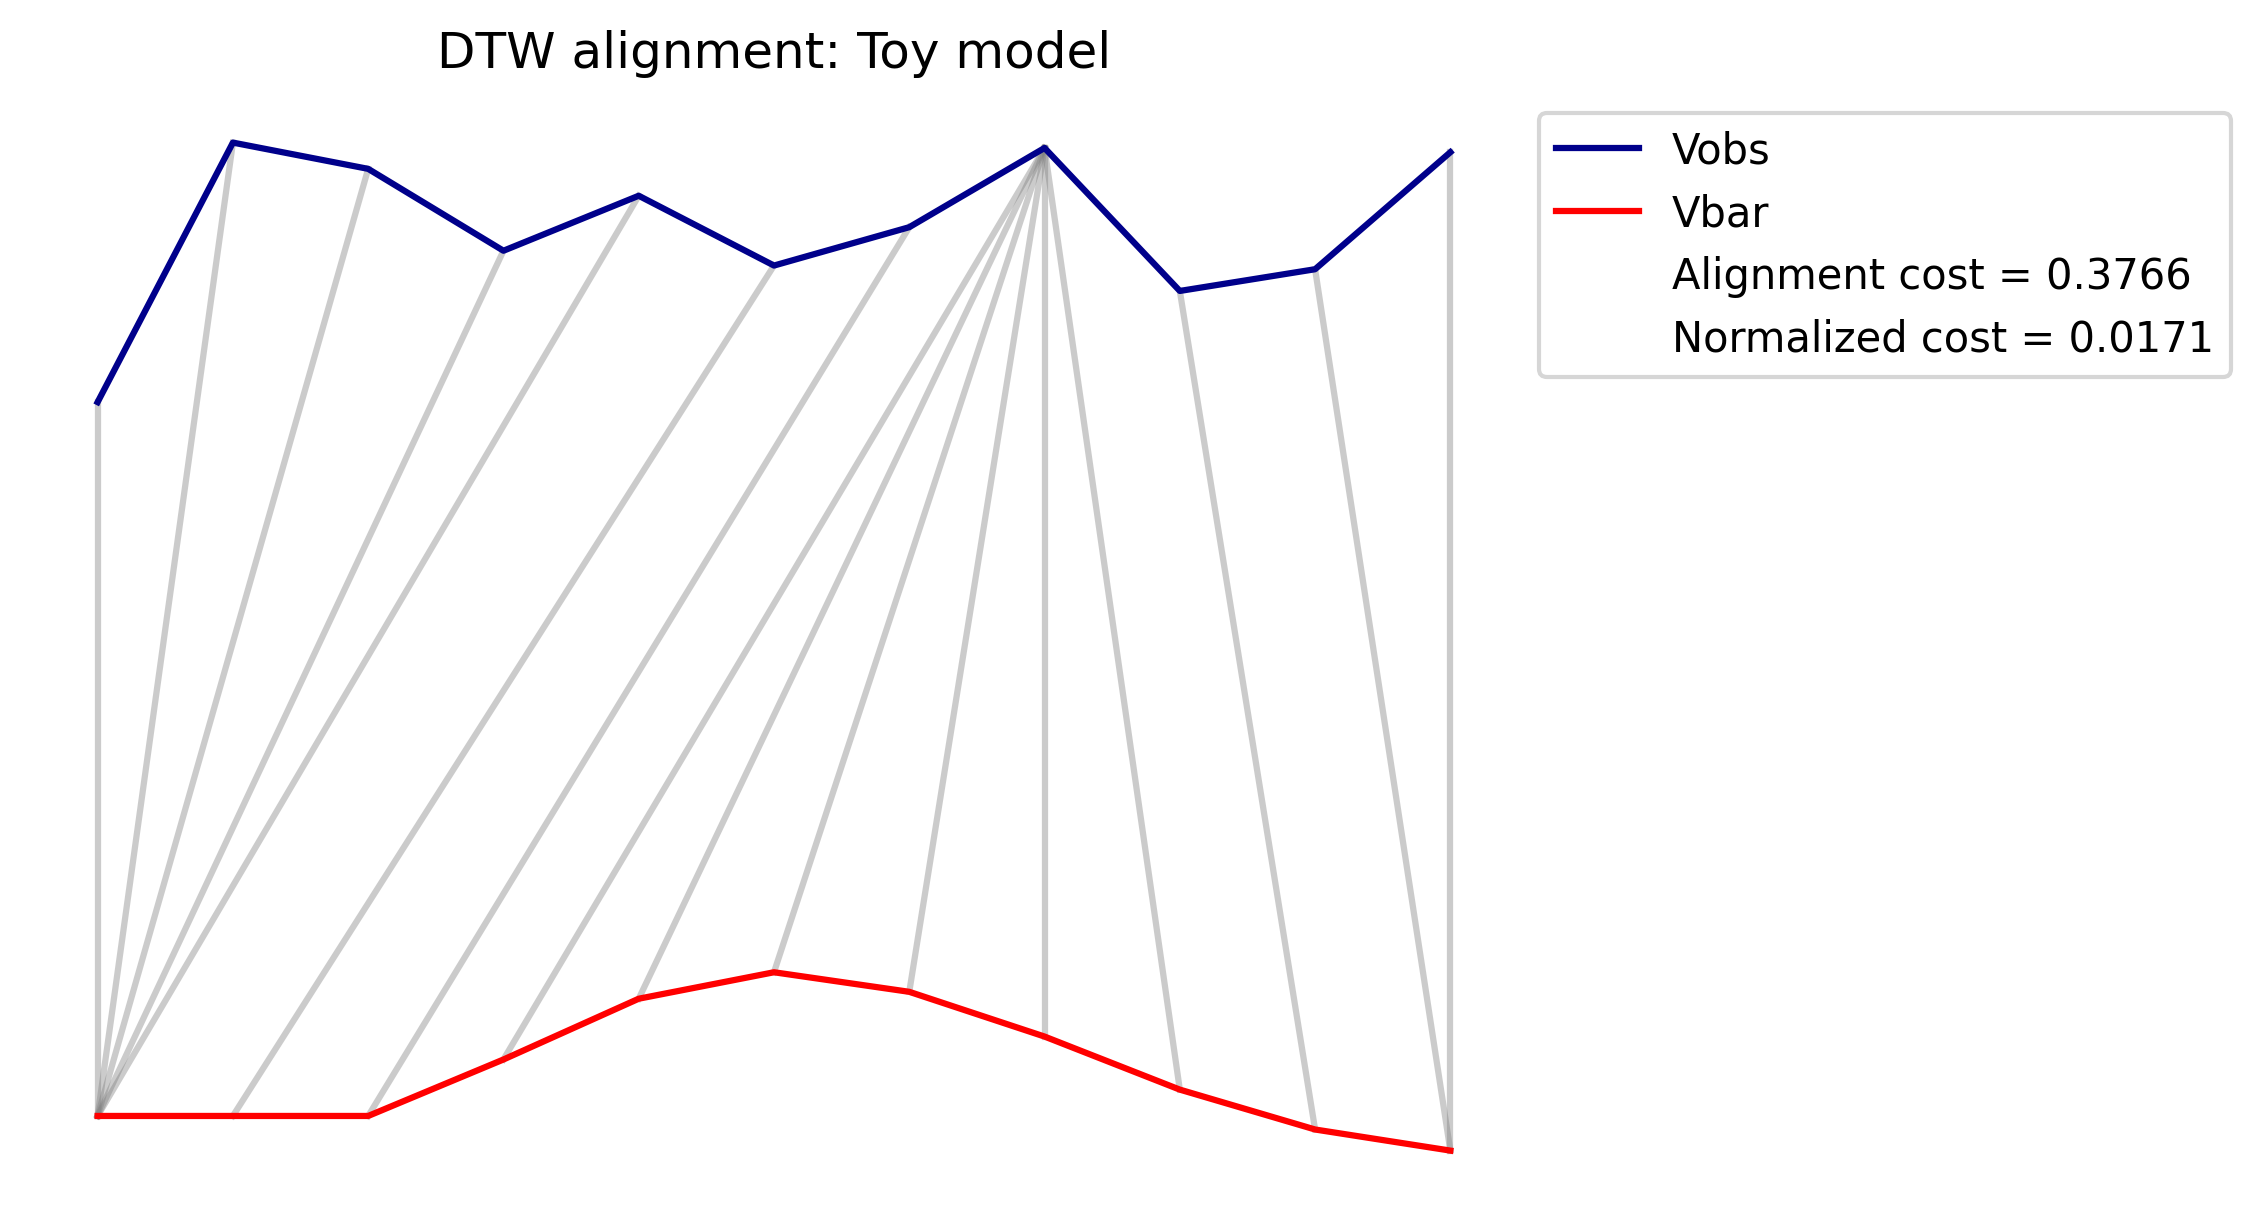 DTW alignment: Toy model
Vobs
Vbar
Alignment cost = 0.3766
Normalized cost = 0.0171